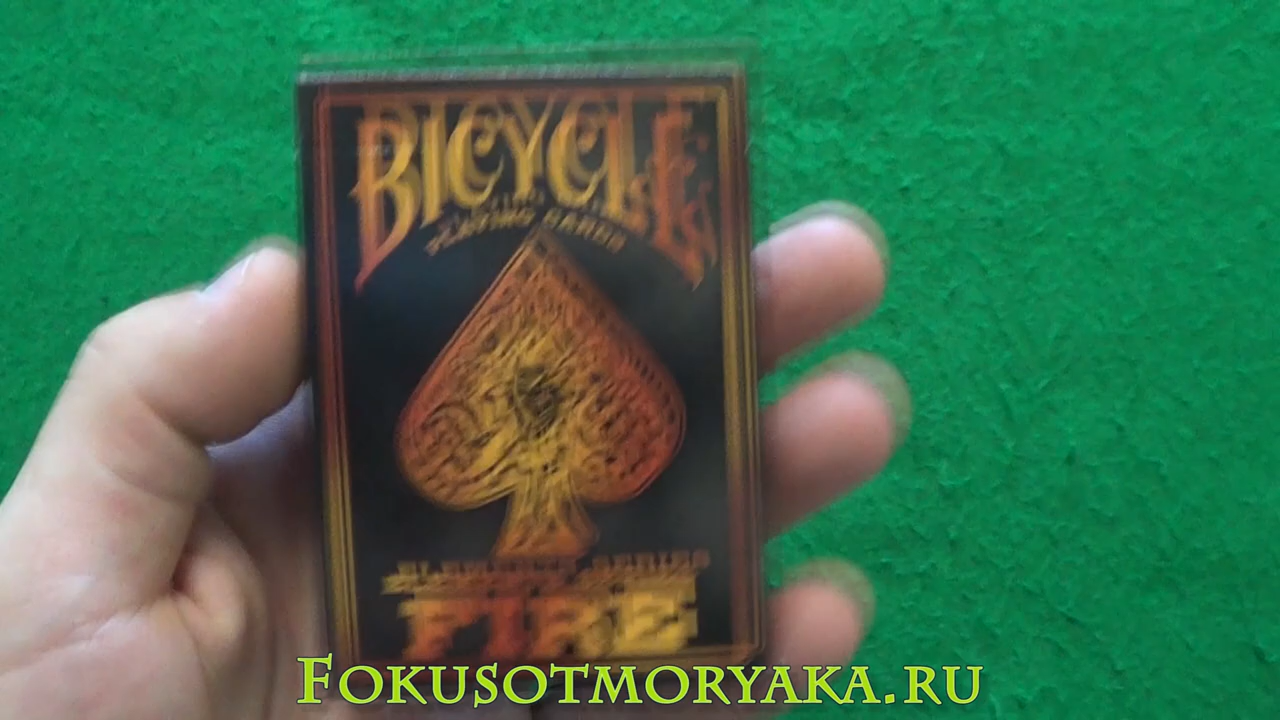 BICYCLE
PLAYING CARDS
ELEMENTS SERIES
FIRE
FOKUSOTMORYAKA.RU